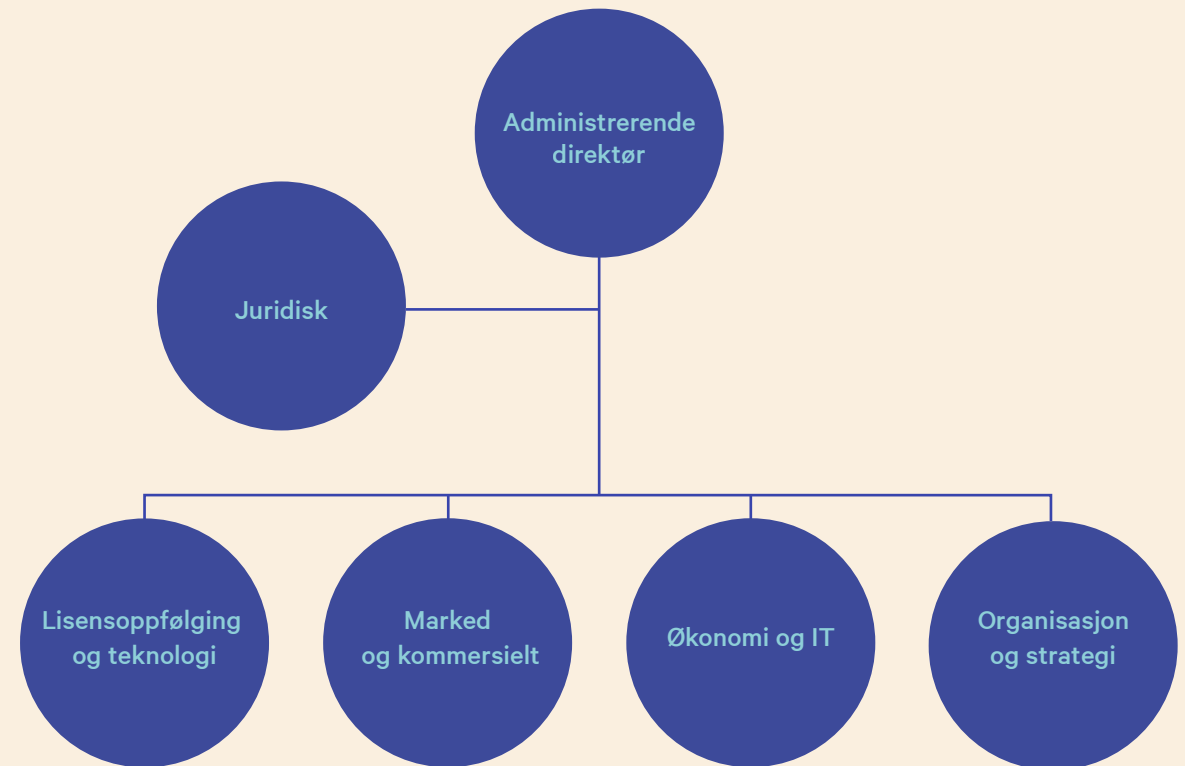 Administrerende
direktør
Juridisk
Lisensoppfølging
og teknologi
Marked
og kommersielt
Økonomi og IT
Organisasjon
og strategi